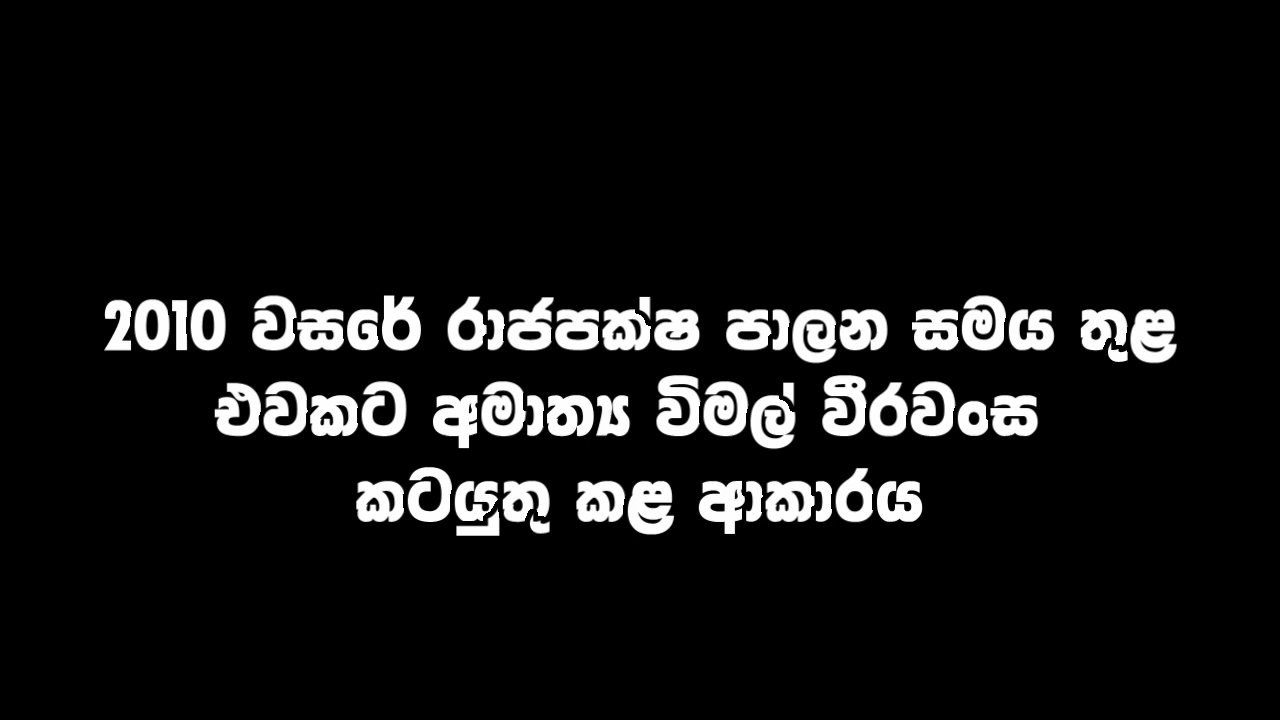 2010 වසරේ රාජපක්ෂ පාලන සමය තුළ
එවකට අමාත්‍ය විමල් වීරවංස
කටයුතු කළ ආකාරය